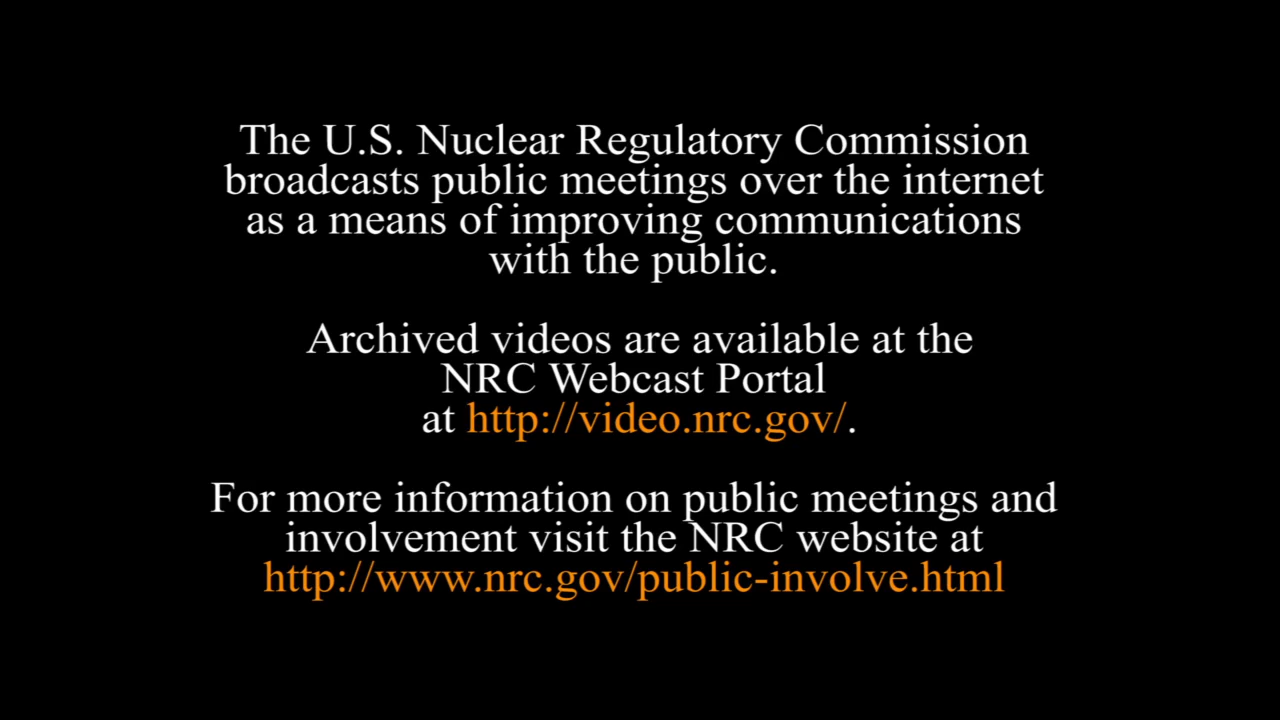 The U.S. Nuclear Regulatory Commission
broadcasts public meetings over the internet
as a means of improving communications
with the public.
Archived videos are available at the
NRC Webcast Portal
at http://video.nrc.gov/.
For more information on public meetings and
involvement visit the NRC website at
http://www.nrc.gov/public-involve.html